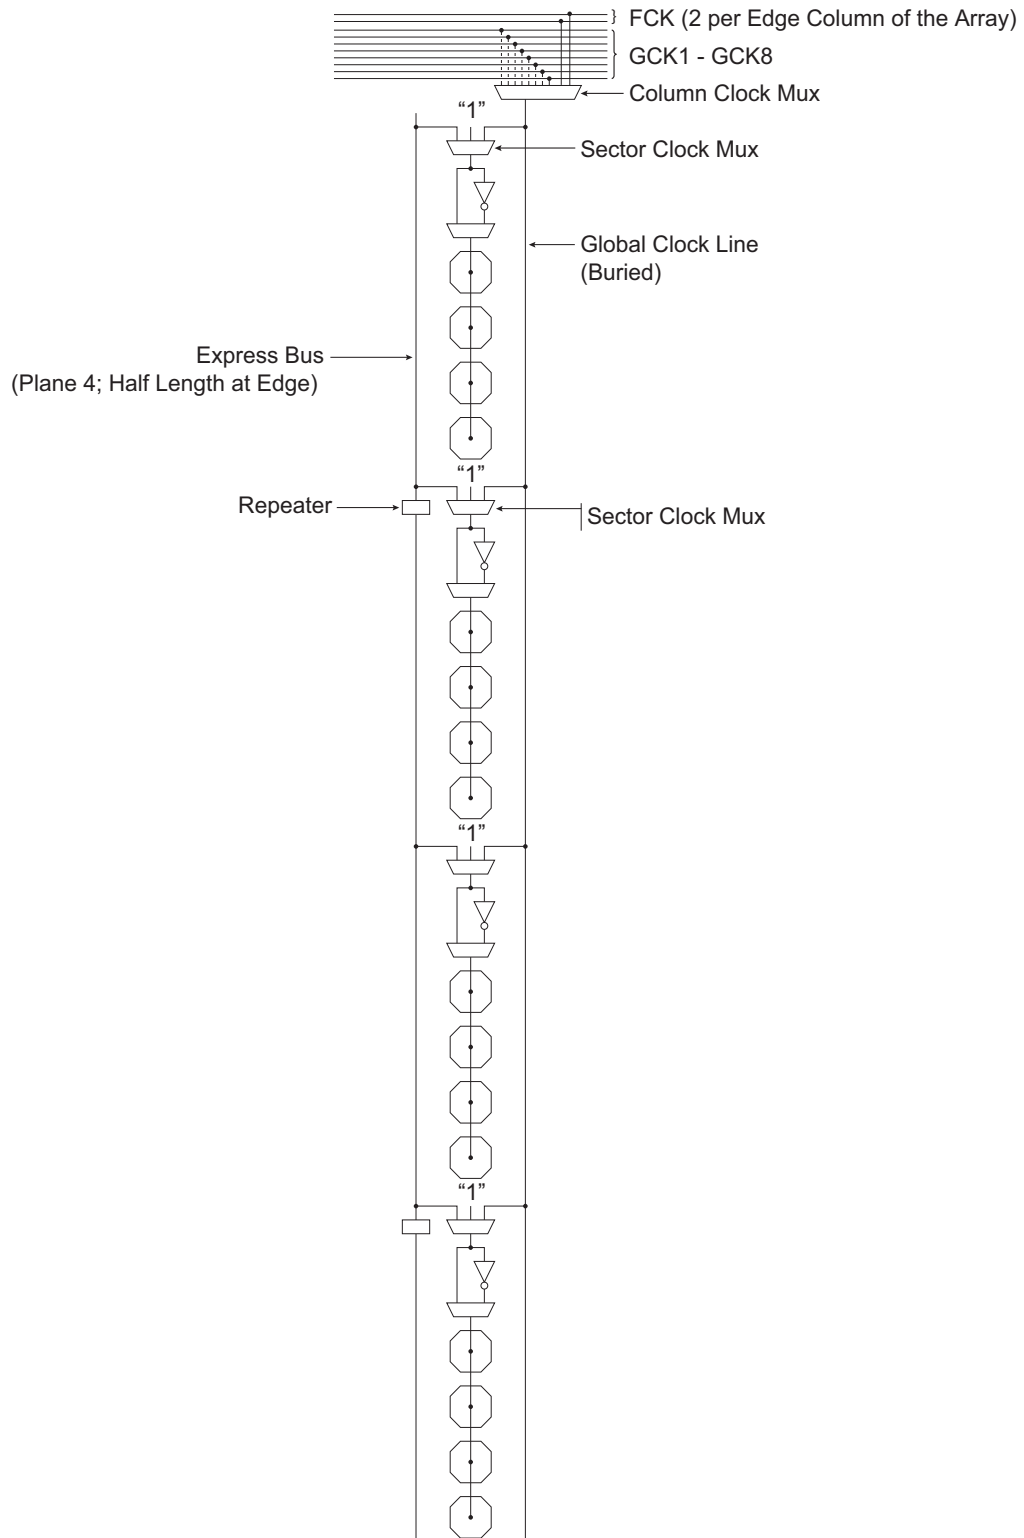 FCK (2 per Edge Column of the Array)
GCK1 - GCK8
Column Clock Mux
“1”
Sector Clock Mux
Global Clock Line
(Buried)
Express Bus
(Plane 4; Half Length at Edge)
“1”
Repeater
Sector Clock Mux
“1”
“1”